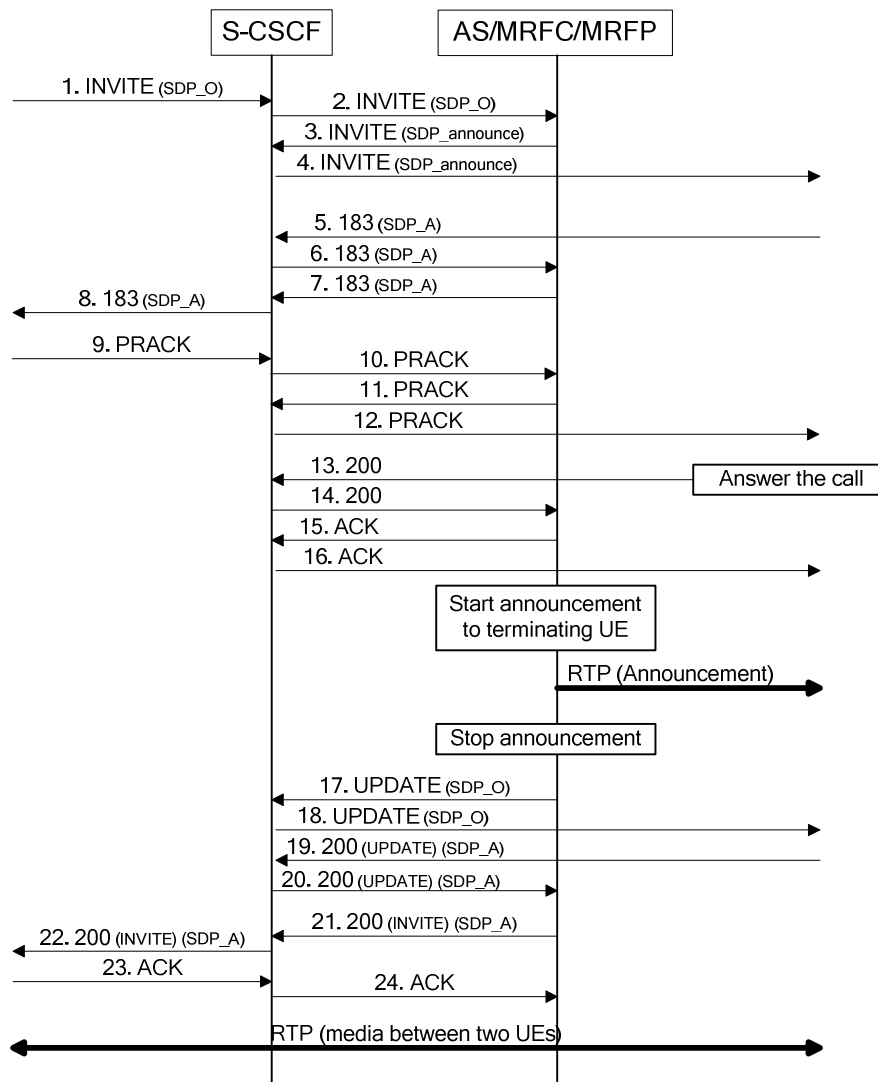 S-CSCF
AS/MRFC/MRFP
1. INVITE (SDP_O)
2. INVITE (SDP_O)
3. INVITE (SDP_announce)
4. INVITE (SDP_announce)
5. 183 (SDP_A)
6. 183 (SDP_A)
7. 183 (SDP_A)
8. 183 (SDP_A)
9. PRACK
10. PRACK
11. PRACK
12. PRACK
13. 200
Answer the call
14. 200
15. ACK
16. ACK
Start announcement
to terminating UE
RTP (Announcement)
Stop announcement
17. UPDATE (SDP_O)
18. UPDATE (SDP_O)
19. 200 (UPDATE) (SDP_A)
20. 200 (UPDATE) (SDP_A)
21. 200 (INVITE) (SDP_A)
22. 200 (INVITE) (SDP_A)
23. ACK
24. ACK
RTP (media between two UEs)